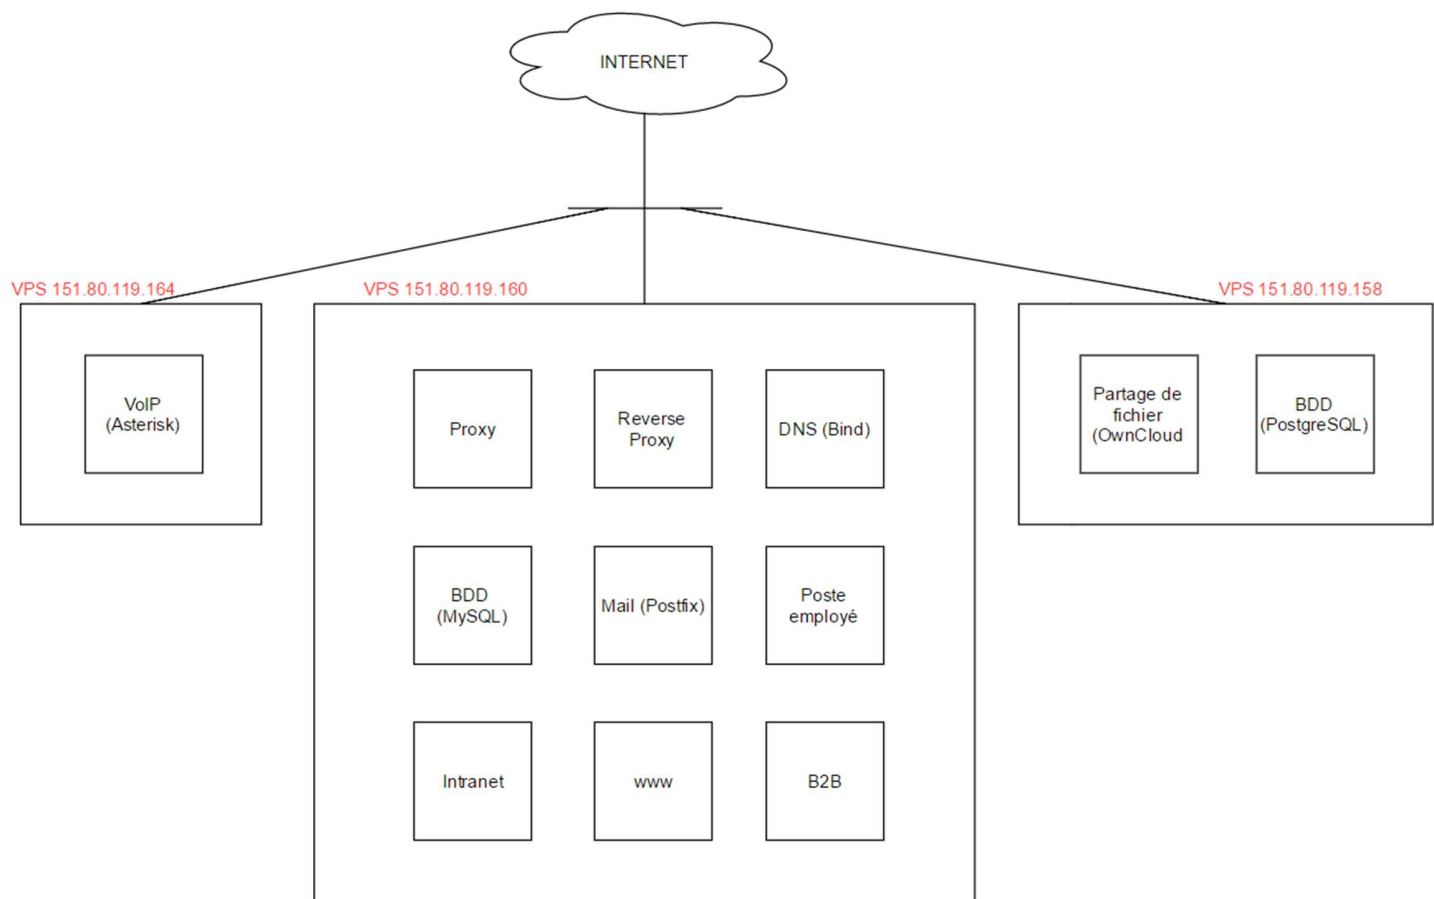 INTERNET
VPS 151.80.119.164
VPS 151.80.119.160
VPS 151.80.119.158
VoIP
(Asterisk)
Proxy
Reverse
Proxy
DNS (Bind)
Partage de
fichier
(OwnCloud
BDD
(PostgreSQL)
BDD
(MySQL)
Mail (Postfix)
Poste
employé
Intranet
www
B2B